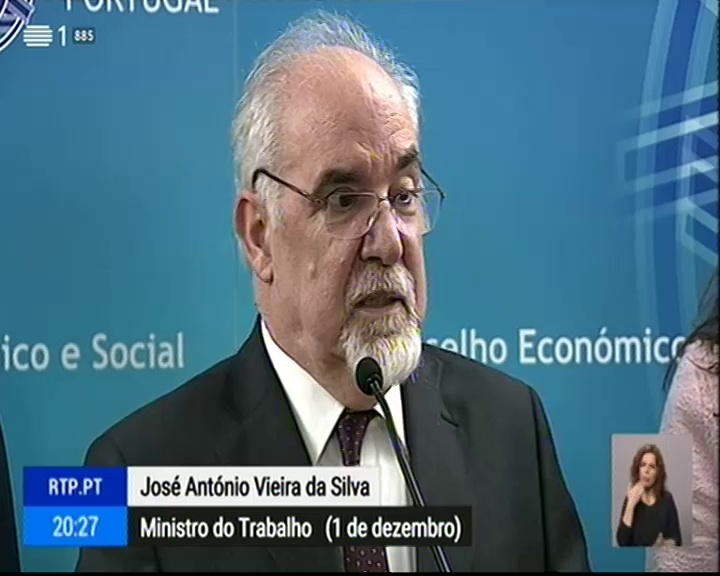 PORTUGAL
1 885
ico e Social
selho Económico
RTP.PT José António Vieira da Silva
20:27 Ministro do Trabalho (1 de dezembro)